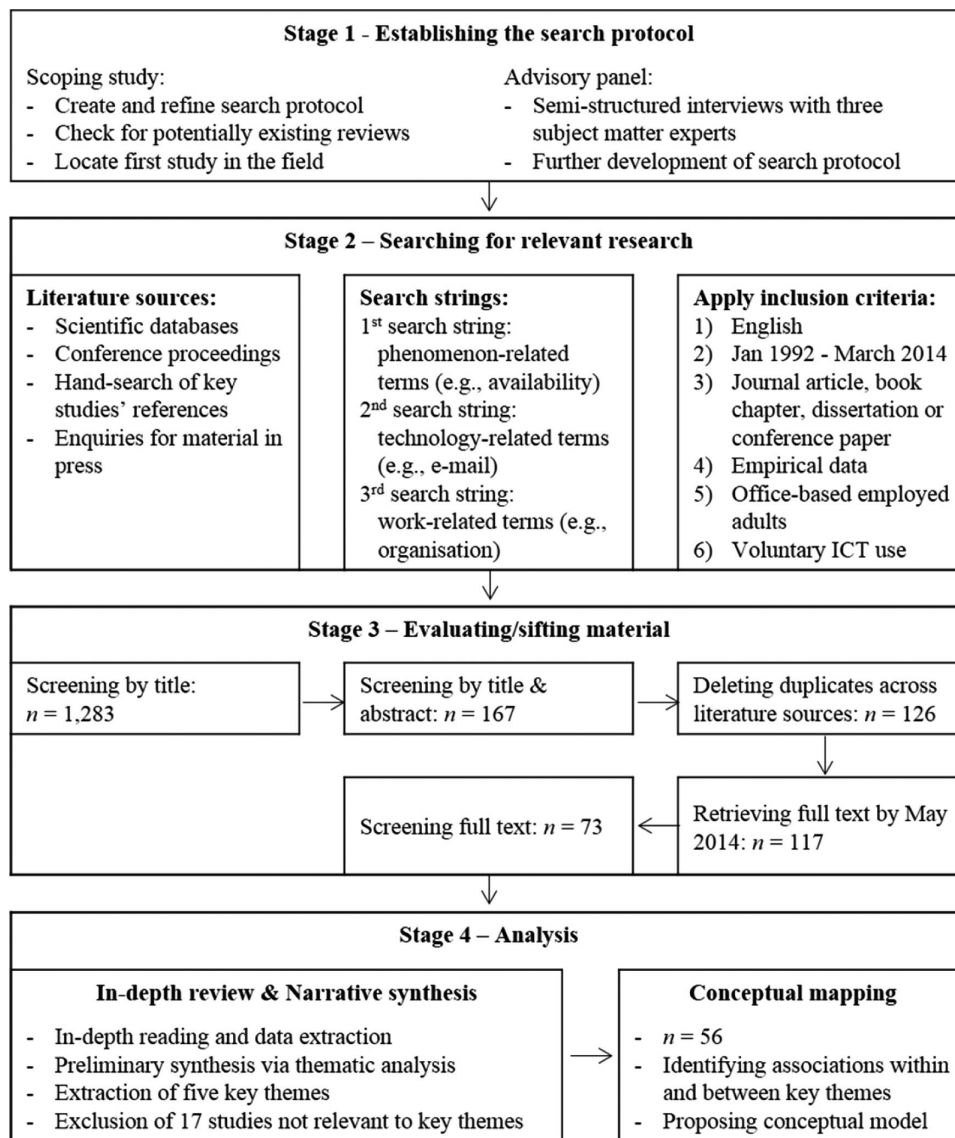 Stage 1 - Establishing the search protocol
Scoping study:
- Create and refine search protocol
- Check for potentially existing reviews
- Locate first study in the field
Advisory panel:
- Semi-structured interviews with three
subject matter experts
- Further development of search protocol
Stage 2 – Searching for relevant research
Literature sources:
- Scientific databases
- Conference proceedings
- Hand-search of key
studies’ references
- Enquiries for material in
press
Search strings:
1st search string:
phenomenon-related
terms (e.g., availability)
2nd search string:
technology-related terms
(e.g., e-mail)
3rd search string:
work-related terms (e.g.,
organisation)
Apply inclusion criteria:
1) English
2) Jan 1992 - March 2014
3) Journal article, book
chapter, dissertation or
conference paper
4) Empirical data
5) Office-based employed
adults
6) Voluntary ICT use
Stage 3 – Evaluating/sifting material
Screening by title:
n = 1,283
Screening by title &
abstract: n = 167
Deleting duplicates across
literature sources: n = 126
Retrieving full text by May
2014: n = 117
Screening full text: n = 73
Stage 4 – Analysis
In-depth review & Narrative synthesis
- In-depth reading and data extraction
- Preliminary synthesis via thematic analysis
- Extraction of five key themes
- Exclusion of 17 studies not relevant to key themes
Conceptual mapping
- n = 56
- Identifying associations within
and between key themes
- Proposing conceptual model